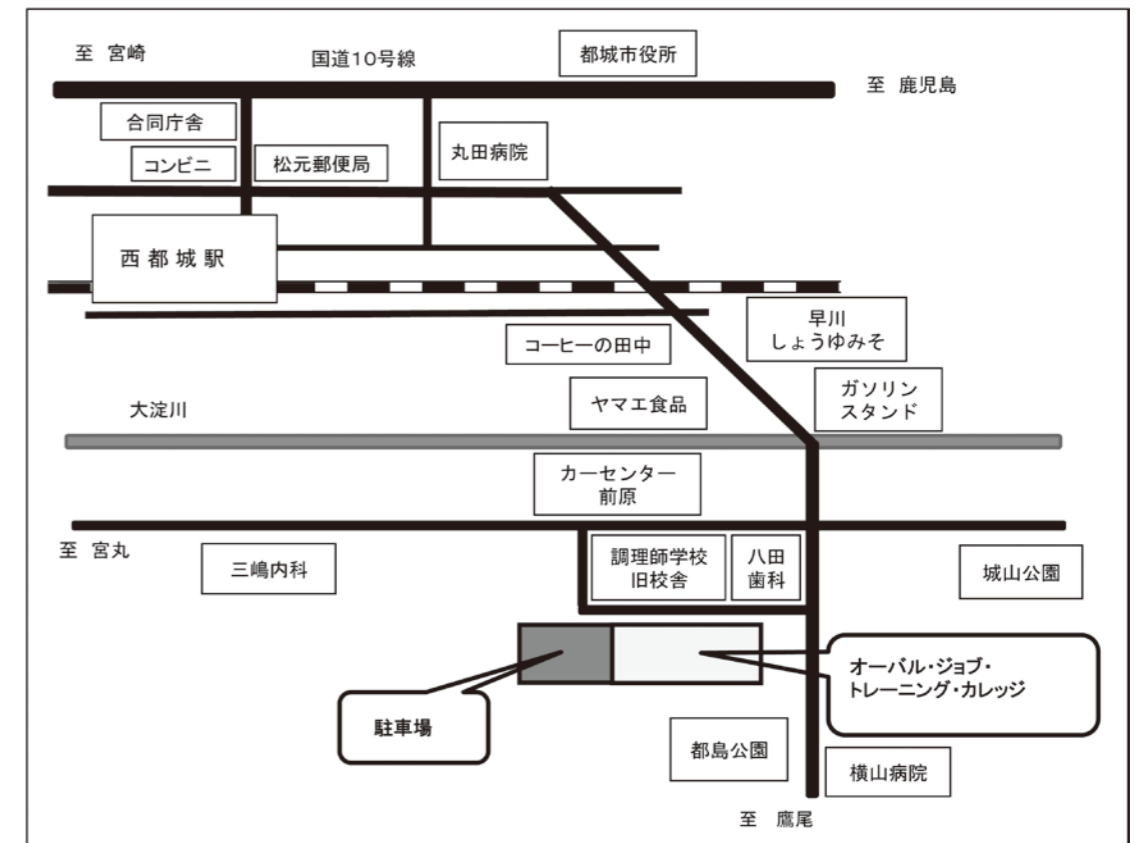 至 宮崎
国道10号線
都城市役所
至 鹿児島
合同庁舎
コンビニ
松元郵便局
丸田病院
西都城駅
早川
しょうゆみそ
コーヒーの田中
ヤマエ食品
ガソリン
スタンド
大淀川
カーセンター
前原
至 宮丸
三嶋内科
調理師学校
旧校舎
八田
歯科
城山公園
オーバル・ジョブ・
トレーニング・カレッジ
駐車場
都島公園
横山病院
至 鷹尾